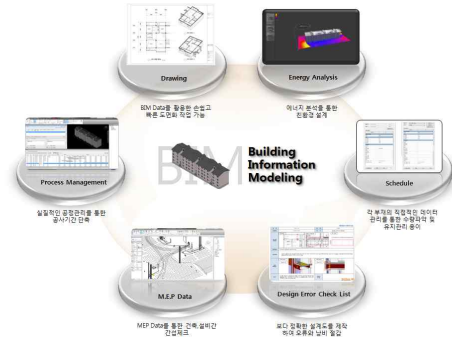 Drawing
BIM Data를 활용한 손쉽고
빠른 도면화 작업 가능
Energy Analysis
에너지 분석을 통한
친환경 설계
Process Management
실질적인 공정관리를 통한
공사기간 단축
BIM
Building
Information
Modeling
Schedule
각 부재의 직접적인 데이터
관리를 통한 수량파악 및
유지관리 용이
M.E.P Data
MEP Data를 통한 건축,설비간
간섭체크
Design Error Check List
보다 정확한 설계도를 제작
하여 오류와 낭비 절감